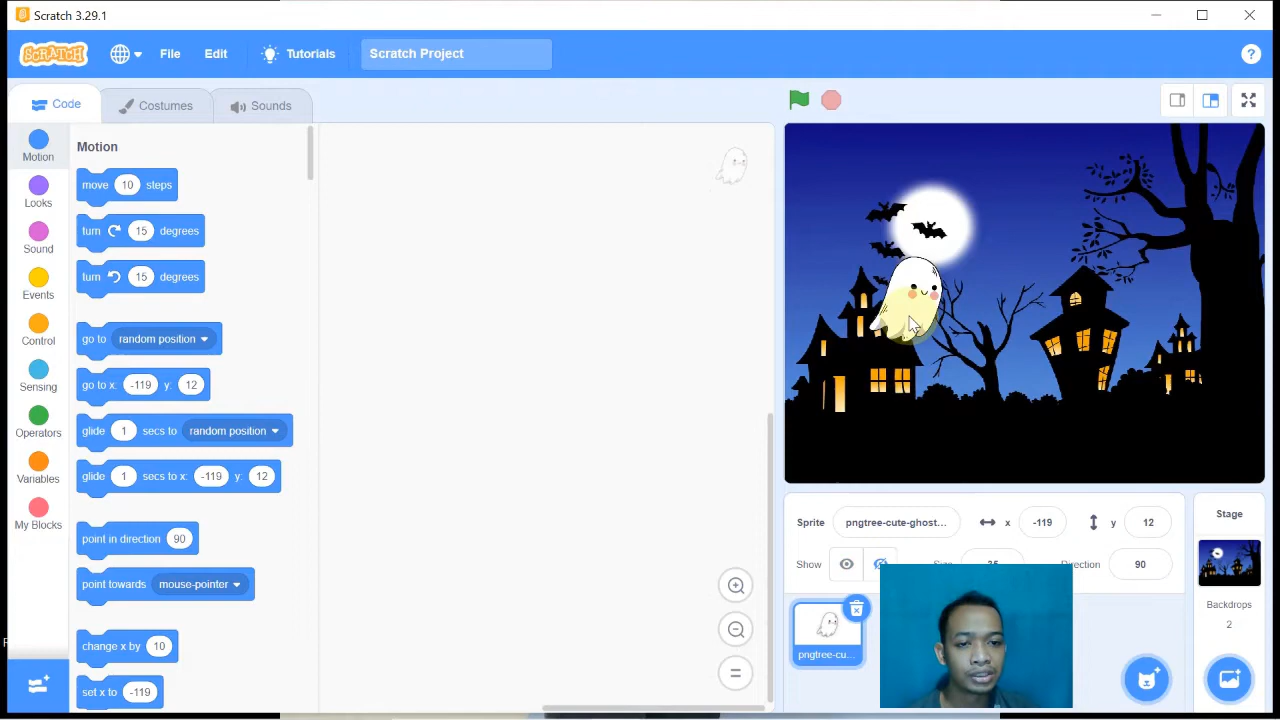 Scratch 3.29.1
SCRATCH
File
Edit
Tutorials
Scratch Project
?
Code
Costumes
Sounds
Motion
Looks
Sound
Events
Control
Sensing
Operators
Variables
My Blocks
Motion
move 10 steps
turn 15 degrees
turn 15 degrees
go to random position
go to x: -119 y: 12
glide 1 secs to random position
glide 1 secs to x: -119 y: 12
point in direction 90
point towards mouse-pointer
change x by 10
set x to -119
Sprite pngtree-cute-ghost... x -119 y 12
Show Direction 90
pngtree-cu...
Stage
Backdrops
2